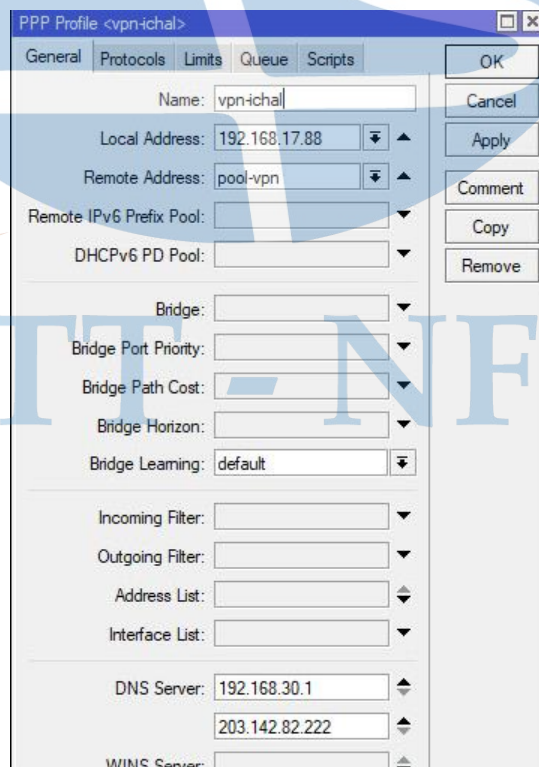 PPP Profile <vpn-ichal>
General Protocols Limits Queue Scripts
OK
Name: vpn-ichal
Cancel
Local Address: 192.168.17.88
Apply
Remote Address: pool-vpn
Comment
Remote IPv6 Prefix Pool:
Copy
DHCPv6 PD Pool:
Remove
Bridge:
Bridge Port Priority:
Bridge Path Cost:
Bridge Horizon:
Bridge Learning: default
Incoming Filter:
Outgoing Filter:
Address List:
Interface List:
DNS Server: 192.168.30.1
203.142.82.222
WINS Server:
TT - NF